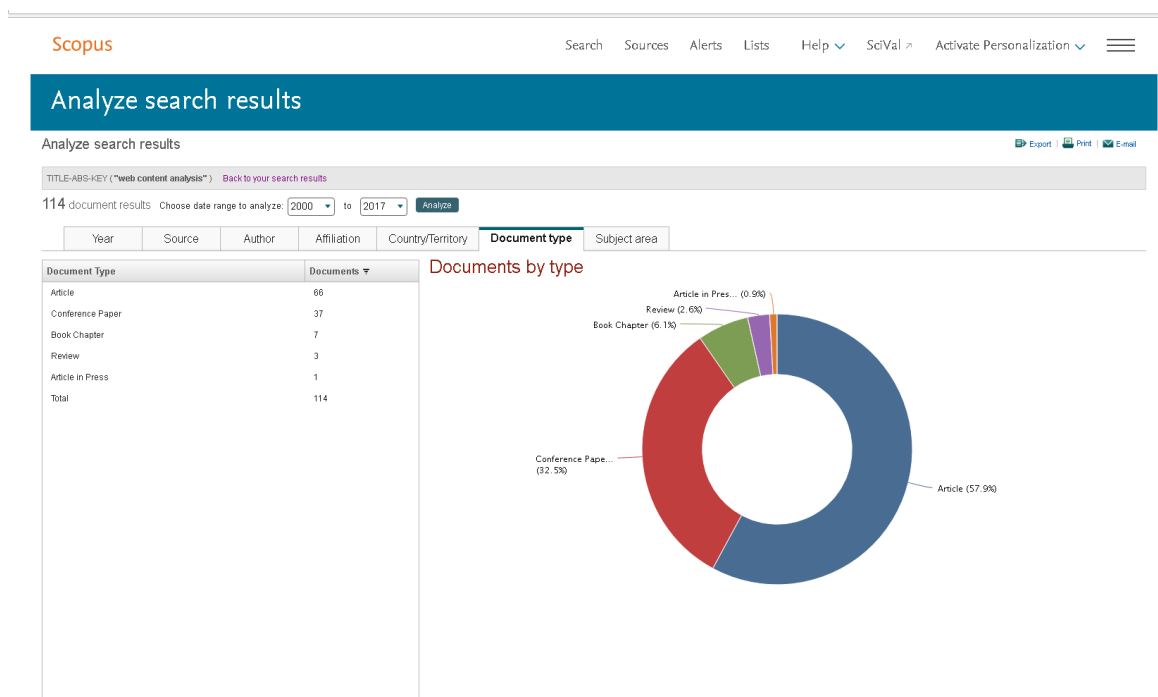 Scopus
Search Sources Alerts Lists Help SciVal Activate Personalization
Analyze search results
Analyze search results
Export | Print | E-mail
TITLE-ABS-KEY ( "web content analysis" ) Back to your search results
114 document results Choose date range to analyze: 2000 to 2017 Analyze
Year Source Author Affiliation Country/Territory Document type Subject area
Document Type Documents
Article 66
Conference Paper 37
Book Chapter 7
Review 3
Article in Press 1
Total 114
Documents by type
Article in Pres... (0.9%)
Review (2.6%)
Book Chapter (6.1%)
Conference Pape...
(32.5%)
Article (57.9%)